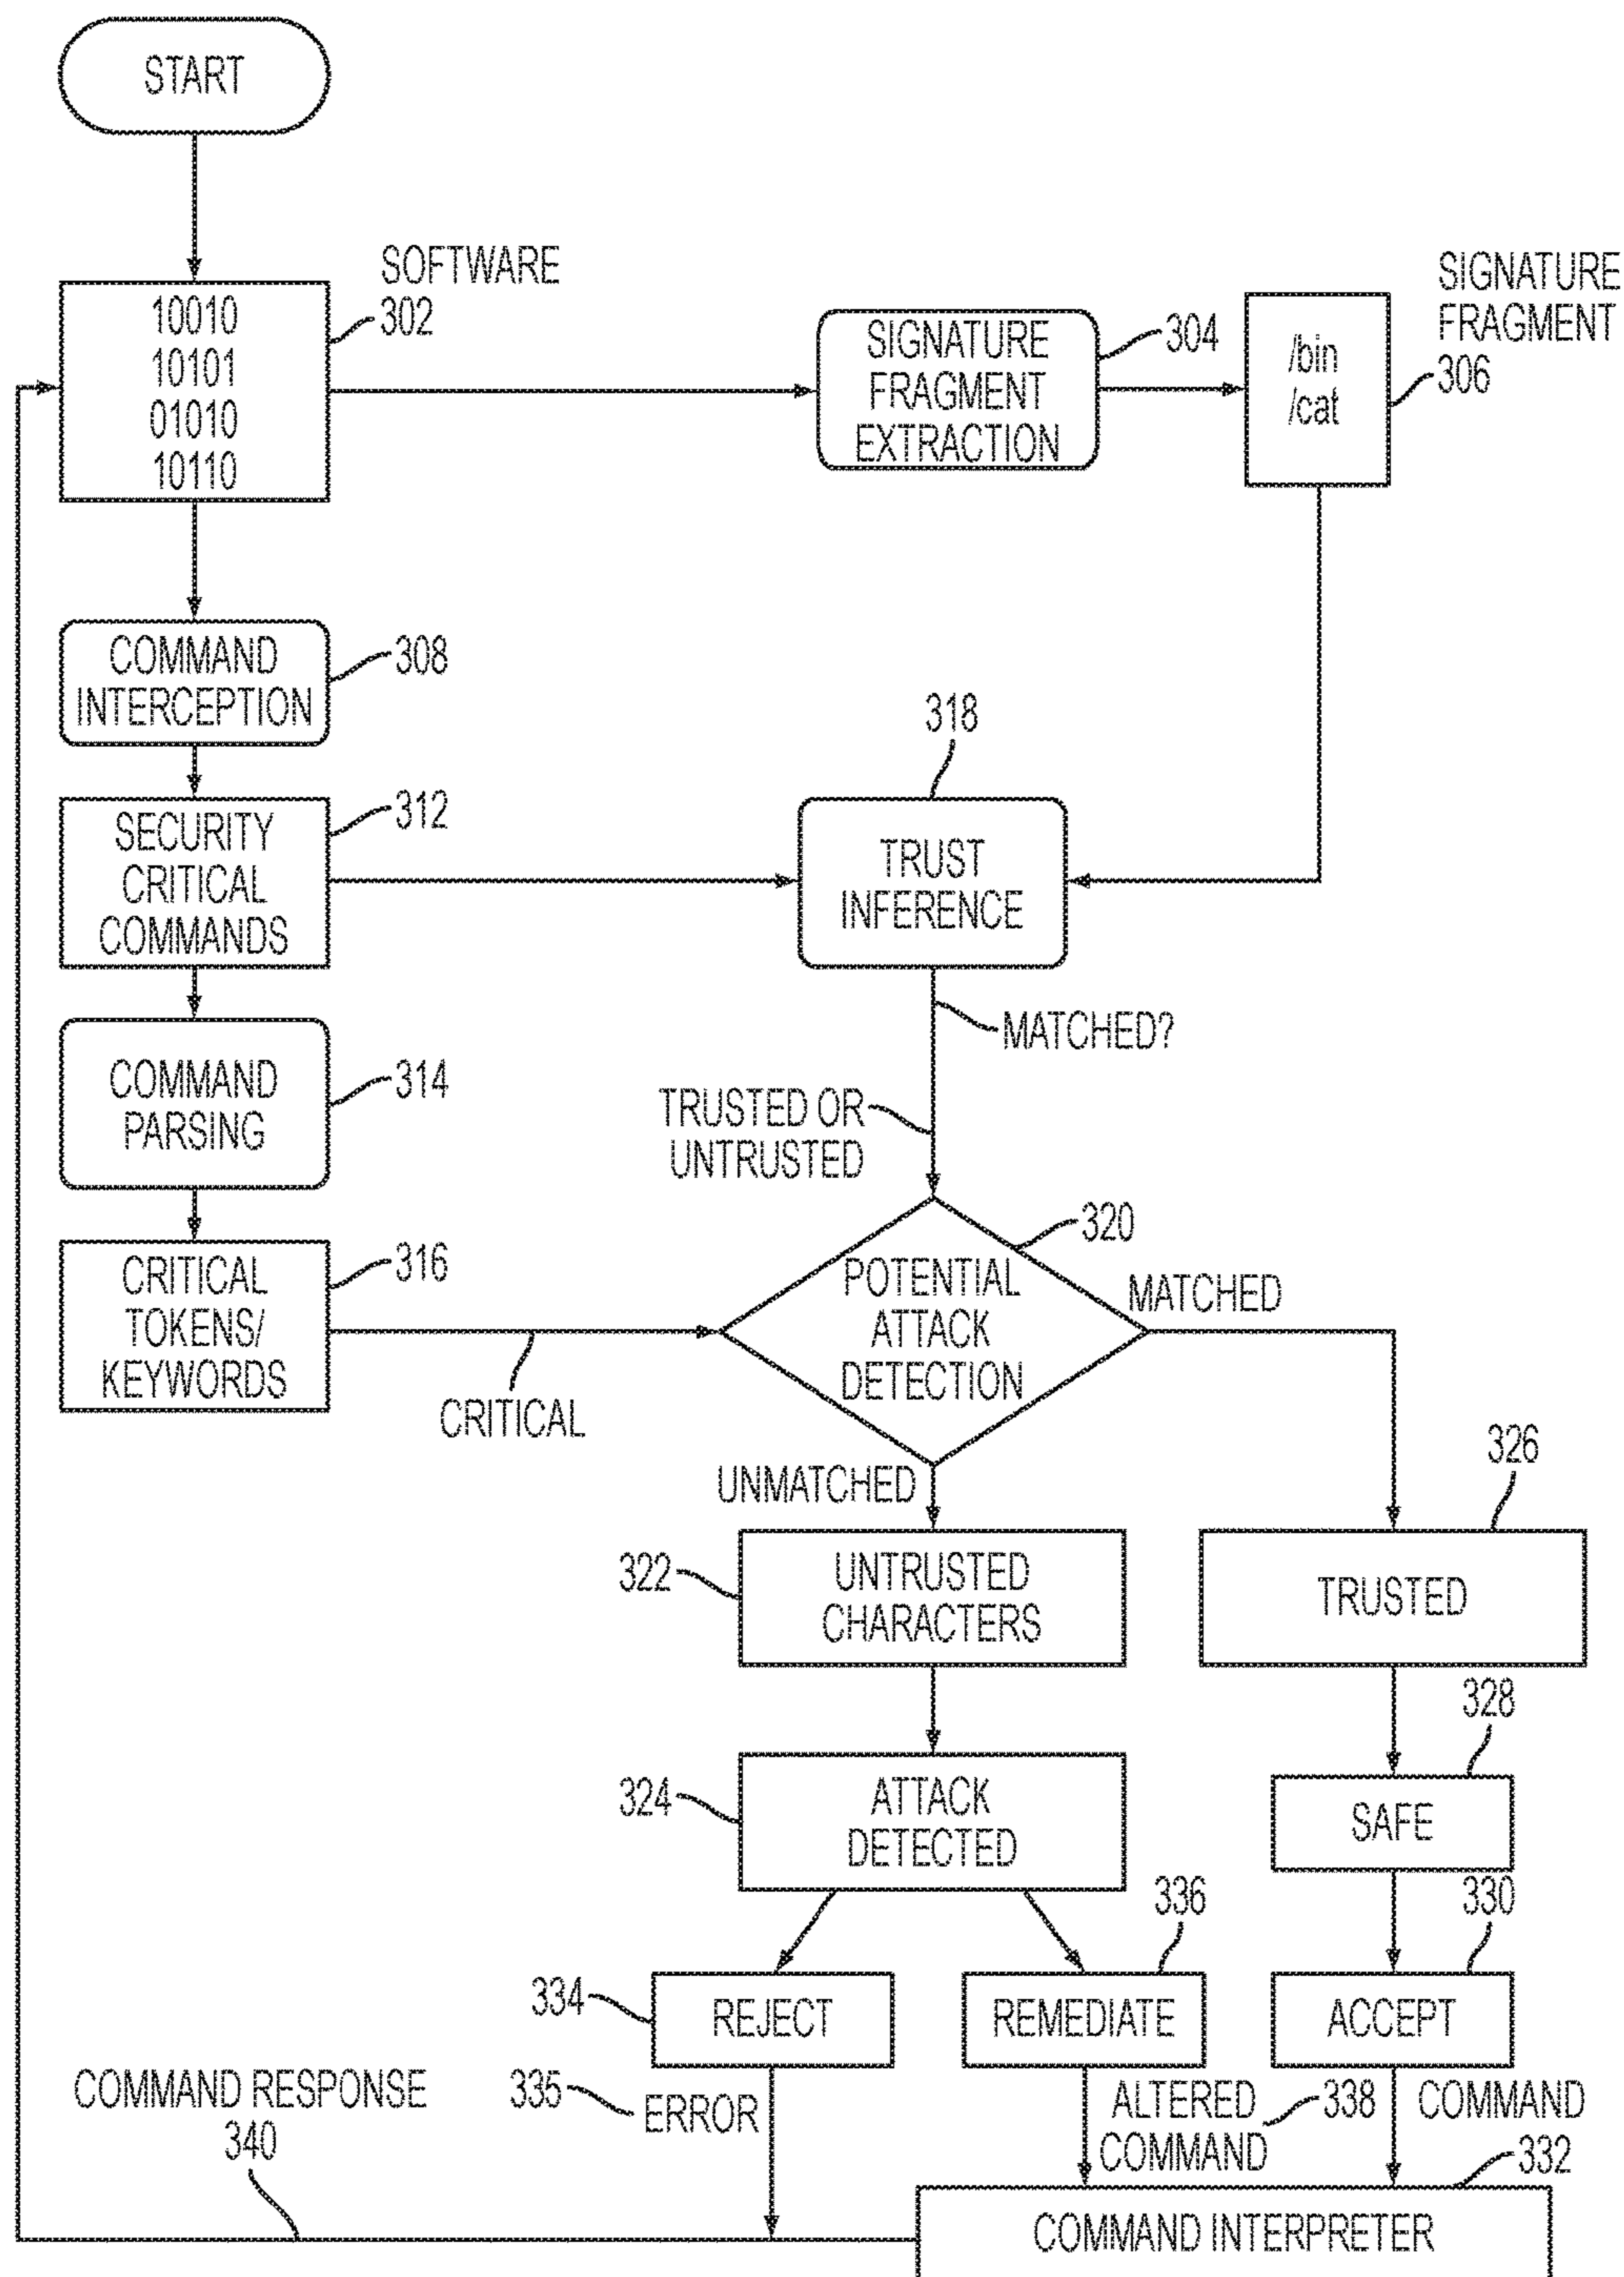 START
SOFTWARE
302
10010
10101
01010
10110
SIGNATURE
FRAGMENT
EXTRACTION
304
/bin
/cat
SIGNATURE
FRAGMENT
306
COMMAND
INTERCEPTION
308
SECURITY
CRITICAL
COMMANDS
312
318
TRUST
INFERENCE
MATCHED?
COMMAND
PARSING
314
TRUSTED OR
UNTRUSTED
CRITICAL
TOKENS/
KEYWORDS
316
CRITICAL
320
POTENTIAL
ATTACK
DETECTION
MATCHED
UNMATCHED
326
322
UNTRUSTED
CHARACTERS
TRUSTED
328
324
ATTACK
DETECTED
SAFE
336
330
334
REJECT
REMEDIATE
ACCEPT
335
ERROR
ALTERED
COMMAND
338
COMMAND
COMMAND RESPONSE
340
332
COMMAND INTERPRETER